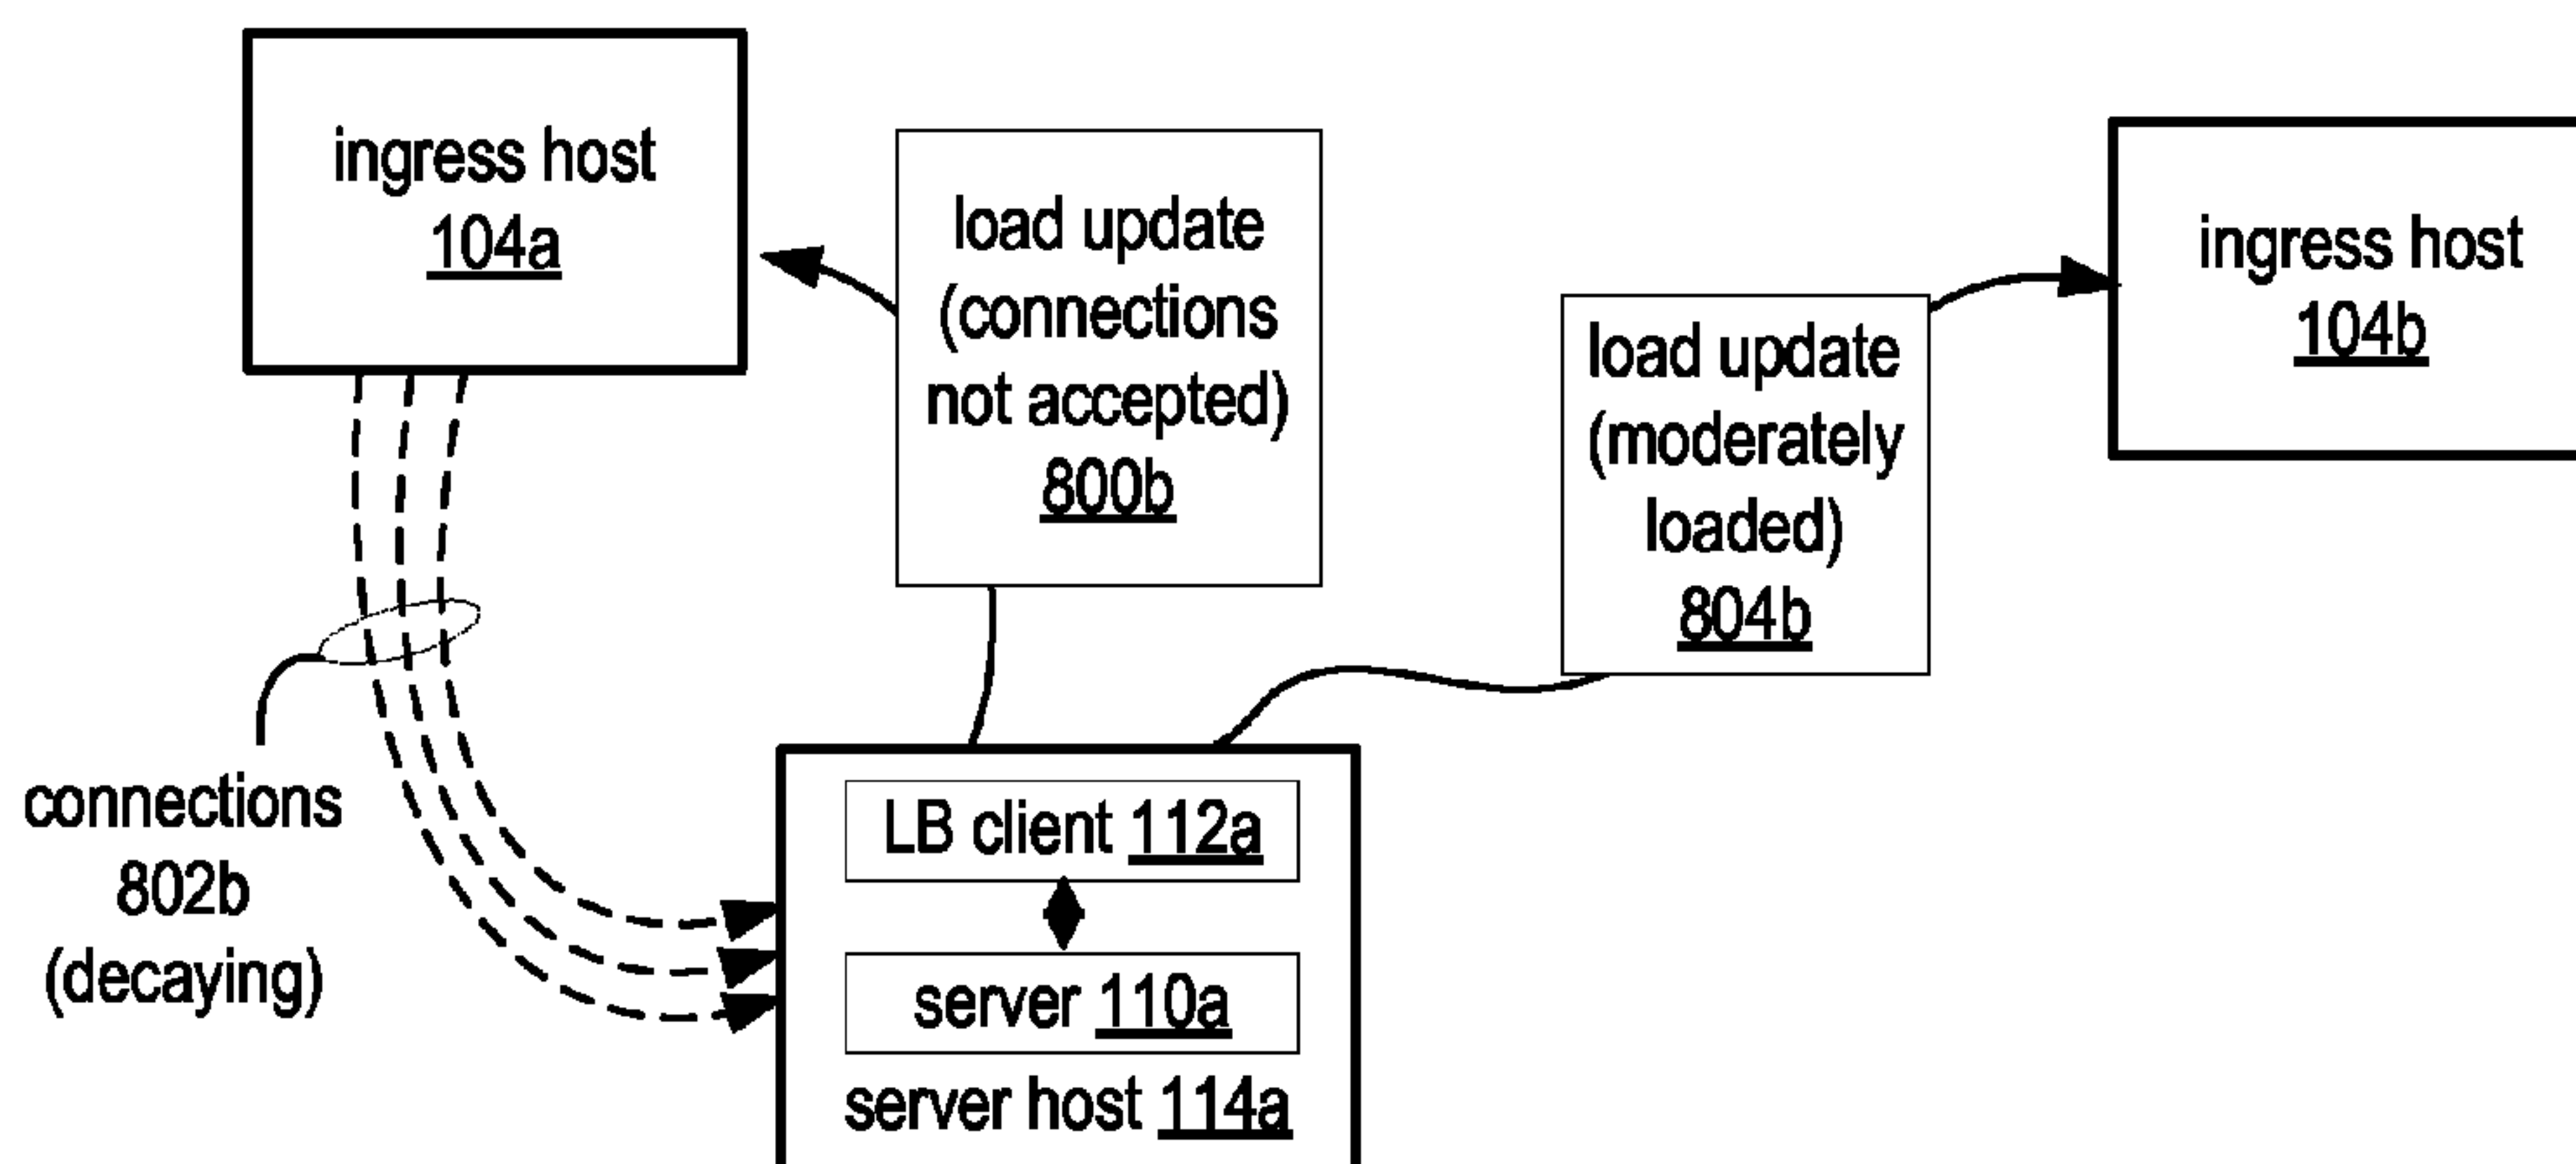 ingress host
104a
load update
(connections
not accepted)
800b
load update
(moderately
loaded)
804b
ingress host
104b
connections
802b
(decaying)
LB client 112a
server 110a
server host 114a